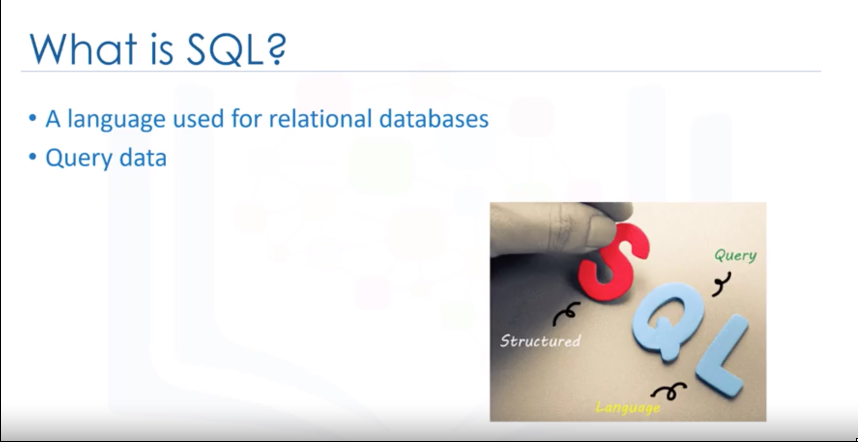 What is SQL?
• A language used for relational databases
• Query data
S
Query
Q
Structured
L
Language